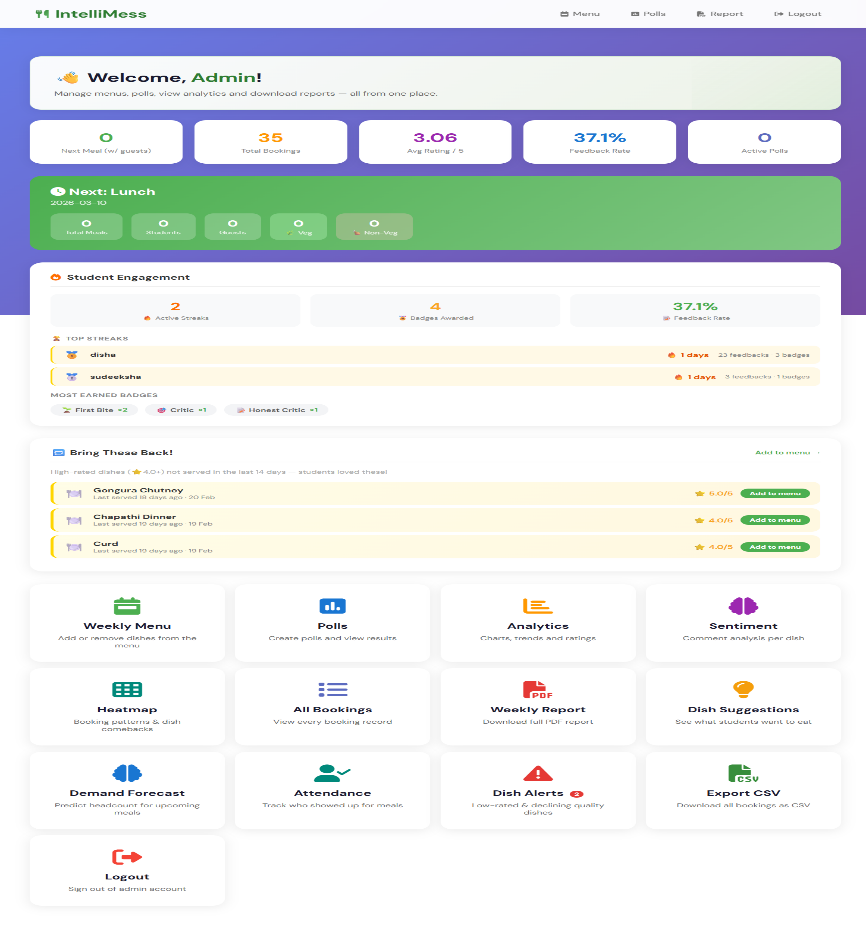 IntelliMess
Menu
Polls
Report
Logout
Welcome, Admin!
Manage menus, polls, view analytics and download reports — all from one place.
0
Next Meal (w/ guests)
35
Total Bookings
3.06
Avg Rating / 5
37.1%
Feedback Rate
0
Active Polls
Next: Lunch
2026-03-10
0
Total Meals
0
Students
0
Guests
0
Veg
0
Non-Veg
Student Engagement
2
Active Streaks
4
Badges Awarded
37.1%
Feedback Rate
TOP STREAKS
disha
1 days 23 feedbacks 3 badges
sudeeksha
1 days 3 feedbacks 1 badges
MOST EARNED BADGES
First Bite ×2
Critic ×1
Honest Critic ×1
Bring These Back!
Add to menu →
High-rated dishes (⭐ 4.0+) not served in the last 14 days — students loved these!
Gongura Chutney
Last served 18 days ago · 20 Feb
5.0/5
Add to menu
Chapathi Dinner
Last served 19 days ago · 19 Feb
4.0/5
Add to menu
Curd
Last served 19 days ago · 19 Feb
4.0/5
Add to menu
Weekly Menu
Add or remove dishes from the
menu
Polls
Create polls and view results
Analytics
Charts, trends and ratings
Sentiment
Comment analysis per dish
Heatmap
Booking patterns & dish
comebacks
All Bookings
View every booking record
PDF
Weekly Report
Download full PDF report
Dish Suggestions
See what students want to eat
Demand Forecast
Predict headcount for upcoming
meals
Attendance
Track who showed up for meals
Dish Alerts 2
Low-rated & declining quality
dishes
CSV
Export CSV
Download all bookings as CSV
Logout
Sign out of admin account